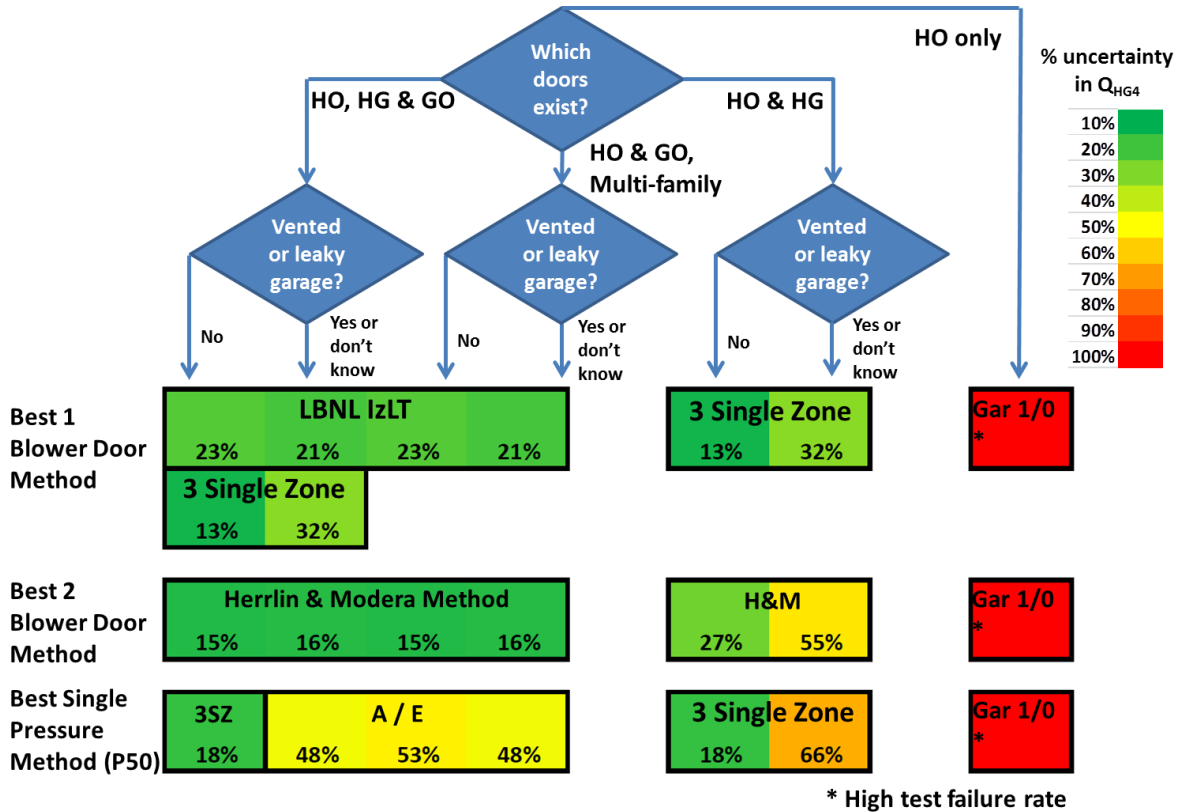 Which
doors
exist?
HO only
HO, HG & GO
HO & HG
HO & GO,
Multi-family
% uncertainty
in QHG4
10%
20%
30%
40%
50%
60%
70%
80%
90%
100%
Vented
or leaky
garage?
Vented
or leaky
garage?
Vented
or leaky
garage?
No
Yes or
don't
know
No
Yes or
don't
know
No
Yes or
don't
know
Best 1
Blower Door
Method
LBNL IzLT
23% 21% 23% 21%
3 Single Zone
13% 32%
Gar 1/0
*
3 Single Zone
13% 32%
Best 2
Blower Door
Method
Herrlin & Modera Method
15% 16% 15% 16%
H&M
27% 55%
Gar 1/0
*
Best Single
Pressure
Method (P50)
3SZ
18%
A / E
48% 53% 48%
3 Single Zone
18% 66%
Gar 1/0
*
* High test failure rate